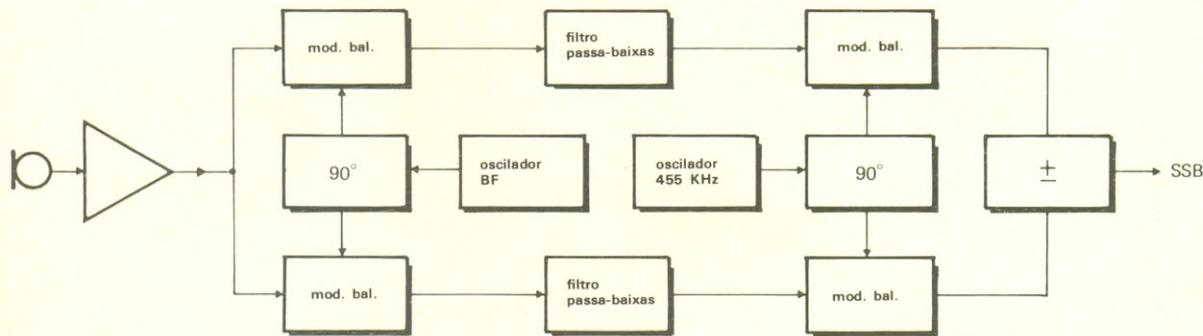 mod. bal.
filtro
passa-baixas
mod. bal.
90°
oscilador
BF
oscilador
455 KHz
90°
±
SSB
mod. bal.
filtro
passa-baixas
mod. bal.